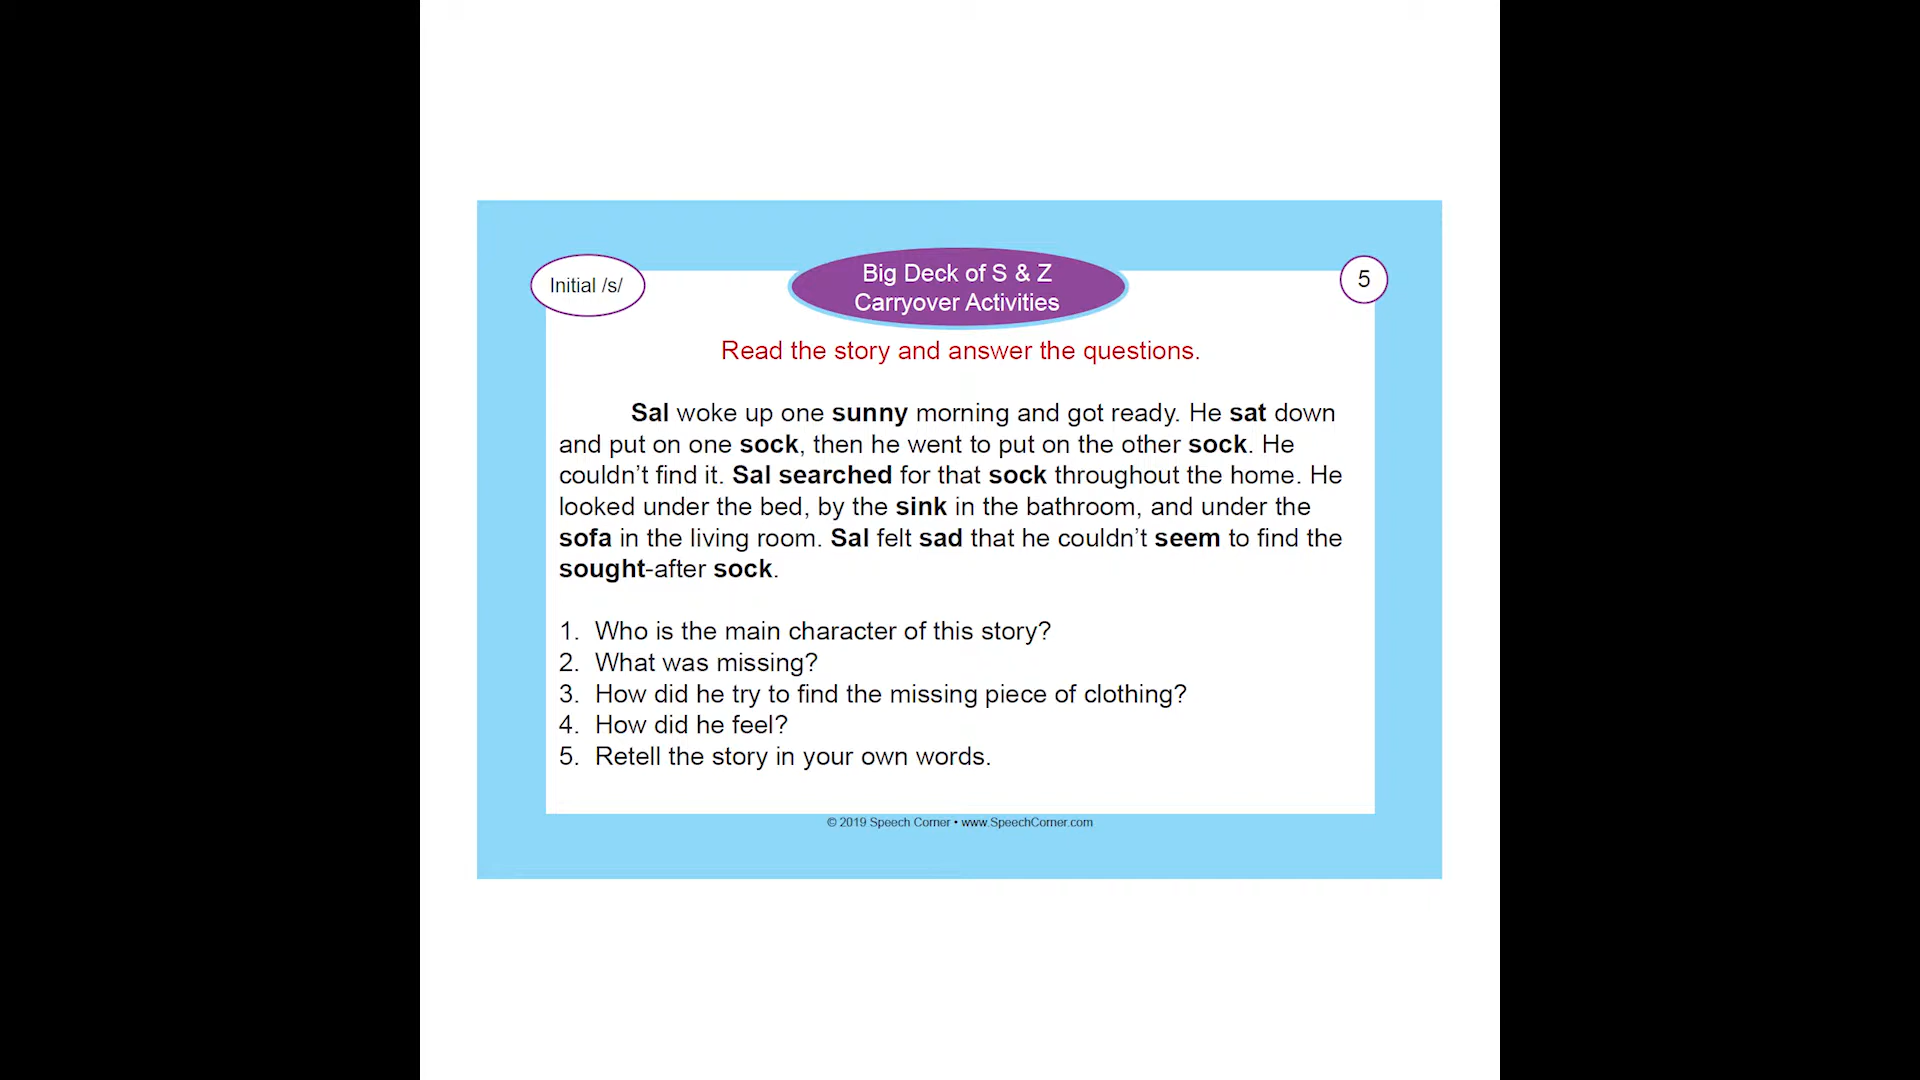 Initial /s/
Big Deck of S & Z
Carryover Activities
5
Read the story and answer the questions.
Sal woke up one sunny morning and got ready. He sat down
and put on one sock, then he went to put on the other sock. He
couldn’t find it. Sal searched for that sock throughout the home. He
looked under the bed, by the sink in the bathroom, and under the
sofa in the living room. Sal felt sad that he couldn’t seem to find the
sought-after sock.
1. Who is the main character of this story?
2. What was missing?
3. How did he try to find the missing piece of clothing?
4. How did he feel?
5. Retell the story in your own words.
© 2019 Speech Corner • www.SpeechCorner.com